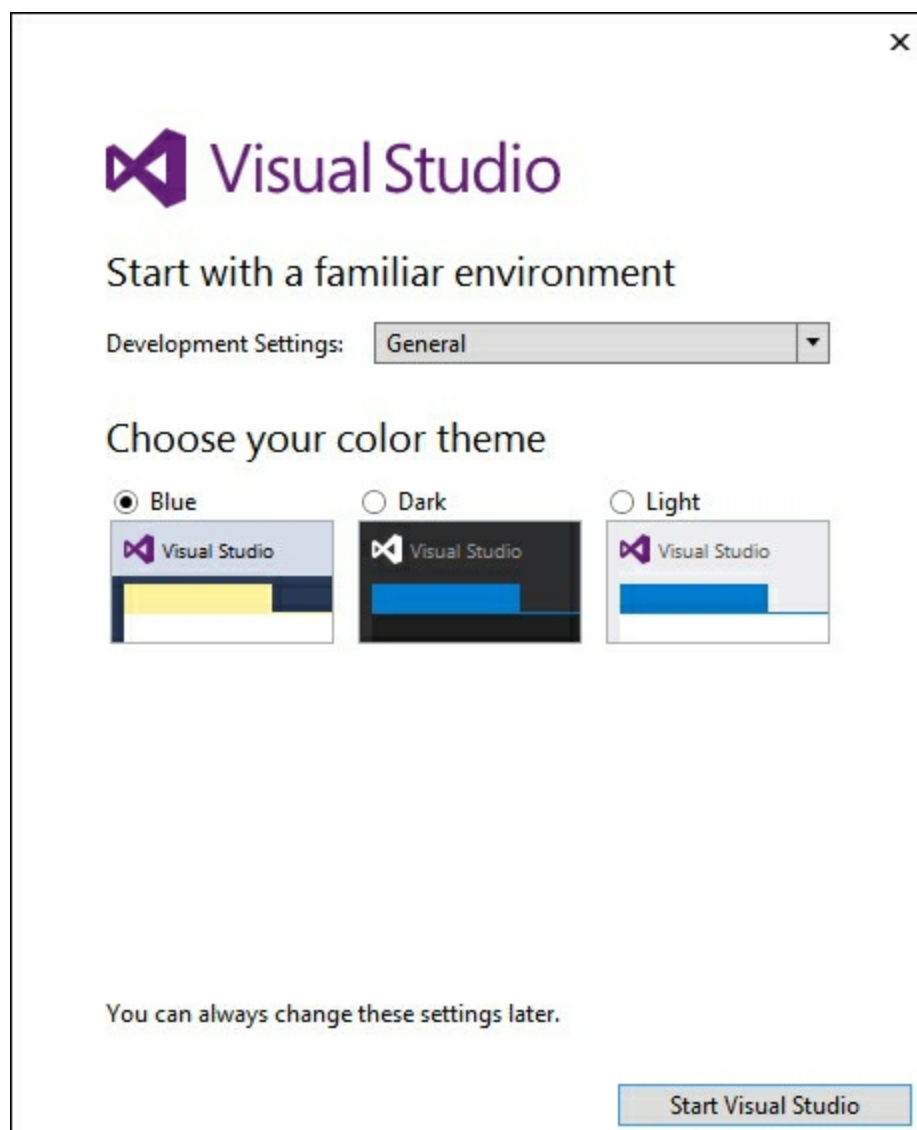 Visual Studio
Start with a familiar environment
Development Settings: General
Choose your color theme
Blue Dark Light
Visual Studio Visual Studio Visual Studio
You can always change these settings later.
Start Visual Studio